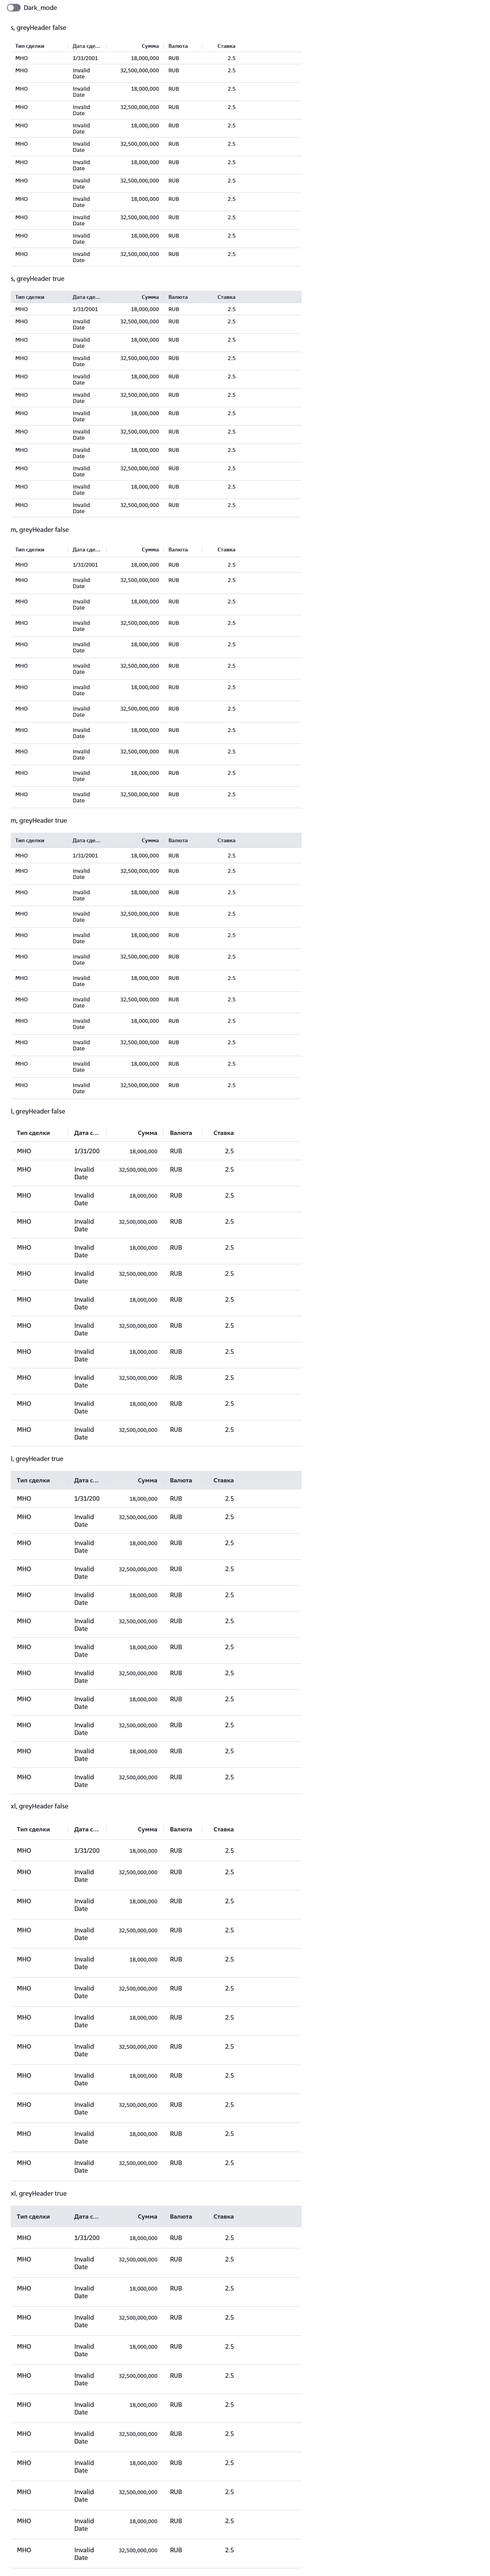 Dark_mode
s, greyHeader false
Тип сделки Дата сде... Сумма Валюта Ставка
МНО 1/31/2001 18,000,000 RUB 2.5
МНО Invalid 32,500,000,000 RUB 2.5
Date
МНО Invalid 18,000,000 RUB 2.5
Date
МНО Invalid 32,500,000,000 RUB 2.5
Date
МНО Invalid 18,000,000 RUB 2.5
Date
МНО Invalid 32,500,000,000 RUB 2.5
Date
МНО Invalid 18,000,000 RUB 2.5
Date
МНО Invalid 32,500,000,000 RUB 2.5
Date
МНО Invalid 18,000,000 RUB 2.5
Date
МНО Invalid 32,500,000,000 RUB 2.5
Date
МНО Invalid 18,000,000 RUB 2.5
Date
МНО Invalid 32,500,000,000 RUB 2.5
Date
s, greyHeader true
Тип сделки Дата сде... Сумма Валюта Ставка
МНО 1/31/2001 18,000,000 RUB 2.5
МНО Invalid 32,500,000,000 RUB 2.5
Date
МНО Invalid 18,000,000 RUB 2.5
Date
МНО Invalid 32,500,000,000 RUB 2.5
Date
МНО Invalid 18,000,000 RUB 2.5
Date
МНО Invalid 32,500,000,000 RUB 2.5
Date
МНО Invalid 18,000,000 RUB 2.5
Date
МНО Invalid 32,500,000,000 RUB 2.5
Date
МНО Invalid 18,000,000 RUB 2.5
Date
МНО Invalid 32,500,000,000 RUB 2.5
Date
МНО Invalid 18,000,000 RUB 2.5
Date
МНО Invalid 32,500,000,000 RUB 2.5
Date
m, greyHeader false
Тип сделки Дата сде... Сумма Валюта Ставка
МНО 1/31/2001 18,000,000 RUB 2.5
МНО Invalid 32,500,000,000 RUB 2.5
Date
МНО Invalid 18,000,000 RUB 2.5
Date
МНО Invalid 32,500,000,000 RUB 2.5
Date
МНО Invalid 18,000,000 RUB 2.5
Date
МНО Invalid 32,500,000,000 RUB 2.5
Date
МНО Invalid 18,000,000 RUB 2.5
Date
МНО Invalid 32,500,000,000 RUB 2.5
Date
МНО Invalid 18,000,000 RUB 2.5
Date
МНО Invalid 32,500,000,000 RUB 2.5
Date
МНО Invalid 18,000,000 RUB 2.5
Date
МНО Invalid 32,500,000,000 RUB 2.5
Date
m, greyHeader true
Тип сделки Дата сде... Сумма Валюта Ставка
МНО 1/31/2001 18,000,000 RUB 2.5
МНО Invalid 32,500,000,000 RUB 2.5
Date
МНО Invalid 18,000,000 RUB 2.5
Date
МНО Invalid 32,500,000,000 RUB 2.5
Date
МНО Invalid 18,000,000 RUB 2.5
Date
МНО Invalid 32,500,000,000 RUB 2.5
Date
МНО Invalid 18,000,000 RUB 2.5
Date
МНО Invalid 32,500,000,000 RUB 2.5
Date
МНО Invalid 18,000,000 RUB 2.5
Date
МНО Invalid 32,500,000,000 RUB 2.5
Date
МНО Invalid 18,000,000 RUB 2.5
Date
МНО Invalid 32,500,000,000 RUB 2.5
Date
l, greyHeader false
Тип сделки Дата с... Сумма Валюта Ставка
МНО 1/31/200 18,000,000 RUB 2.5
МНО Invalid 32,500,000,000 RUB 2.5
Date
МНО Invalid 18,000,000 RUB 2.5
Date
МНО Invalid 32,500,000,000 RUB 2.5
Date
МНО Invalid 18,000,000 RUB 2.5
Date
МНО Invalid 32,500,000,000 RUB 2.5
Date
МНО Invalid 18,000,000 RUB 2.5
Date
МНО Invalid 32,500,000,000 RUB 2.5
Date
МНО Invalid 18,000,000 RUB 2.5
Date
МНО Invalid 32,500,000,000 RUB 2.5
Date
МНО Invalid 18,000,000 RUB 2.5
Date
МНО Invalid 32,500,000,000 RUB 2.5
Date
l, greyHeader true
Тип сделки Дата с... Сумма Валюта Ставка
МНО 1/31/200 18,000,000 RUB 2.5
МНО Invalid 32,500,000,000 RUB 2.5
Date
МНО Invalid 18,000,000 RUB 2.5
Date
МНО Invalid 32,500,000,000 RUB 2.5
Date
МНО Invalid 18,000,000 RUB 2.5
Date
МНО Invalid 32,500,000,000 RUB 2.5
Date
МНО Invalid 18,000,000 RUB 2.5
Date
МНО Invalid 32,500,000,000 RUB 2.5
Date
МНО Invalid 18,000,000 RUB 2.5
Date
МНО Invalid 32,500,000,000 RUB 2.5
Date
МНО Invalid 18,000,000 RUB 2.5
Date
МНО Invalid 32,500,000,000 RUB 2.5
Date
xl, greyHeader false
Тип сделки Дата с... Сумма Валюта Ставка
МНО 1/31/200 18,000,000 RUB 2.5
МНО Invalid 32,500,000,000 RUB 2.5
Date
МНО Invalid 18,000,000 RUB 2.5
Date
МНО Invalid 32,500,000,000 RUB 2.5
Date
МНО Invalid 18,000,000 RUB 2.5
Date
МНО Invalid 32,500,000,000 RUB 2.5
Date
МНО Invalid 18,000,000 RUB 2.5
Date
МНО Invalid 32,500,000,000 RUB 2.5
Date
МНО Invalid 18,000,000 RUB 2.5
Date
МНО Invalid 32,500,000,000 RUB 2.5
Date
МНО Invalid 18,000,000 RUB 2.5
Date
МНО Invalid 32,500,000,000 RUB 2.5
Date
xl, greyHeader true
Тип сделки Дата с... Сумма Валюта Ставка
МНО 1/31/200 18,000,000 RUB 2.5
МНО Invalid 32,500,000,000 RUB 2.5
Date
МНО Invalid 18,000,000 RUB 2.5
Date
МНО Invalid 32,500,000,000 RUB 2.5
Date
МНО Invalid 18,000,000 RUB 2.5
Date
МНО Invalid 32,500,000,000 RUB 2.5
Date
МНО Invalid 18,000,000 RUB 2.5
Date
МНО Invalid 32,500,000,000 RUB 2.5
Date
МНО Invalid 18,000,000 RUB 2.5
Date
МНО Invalid 32,500,000,000 RUB 2.5
Date
МНО Invalid 18,000,000 RUB 2.5
Date
МНО Invalid 32,500,000,000 RUB 2.5
Date